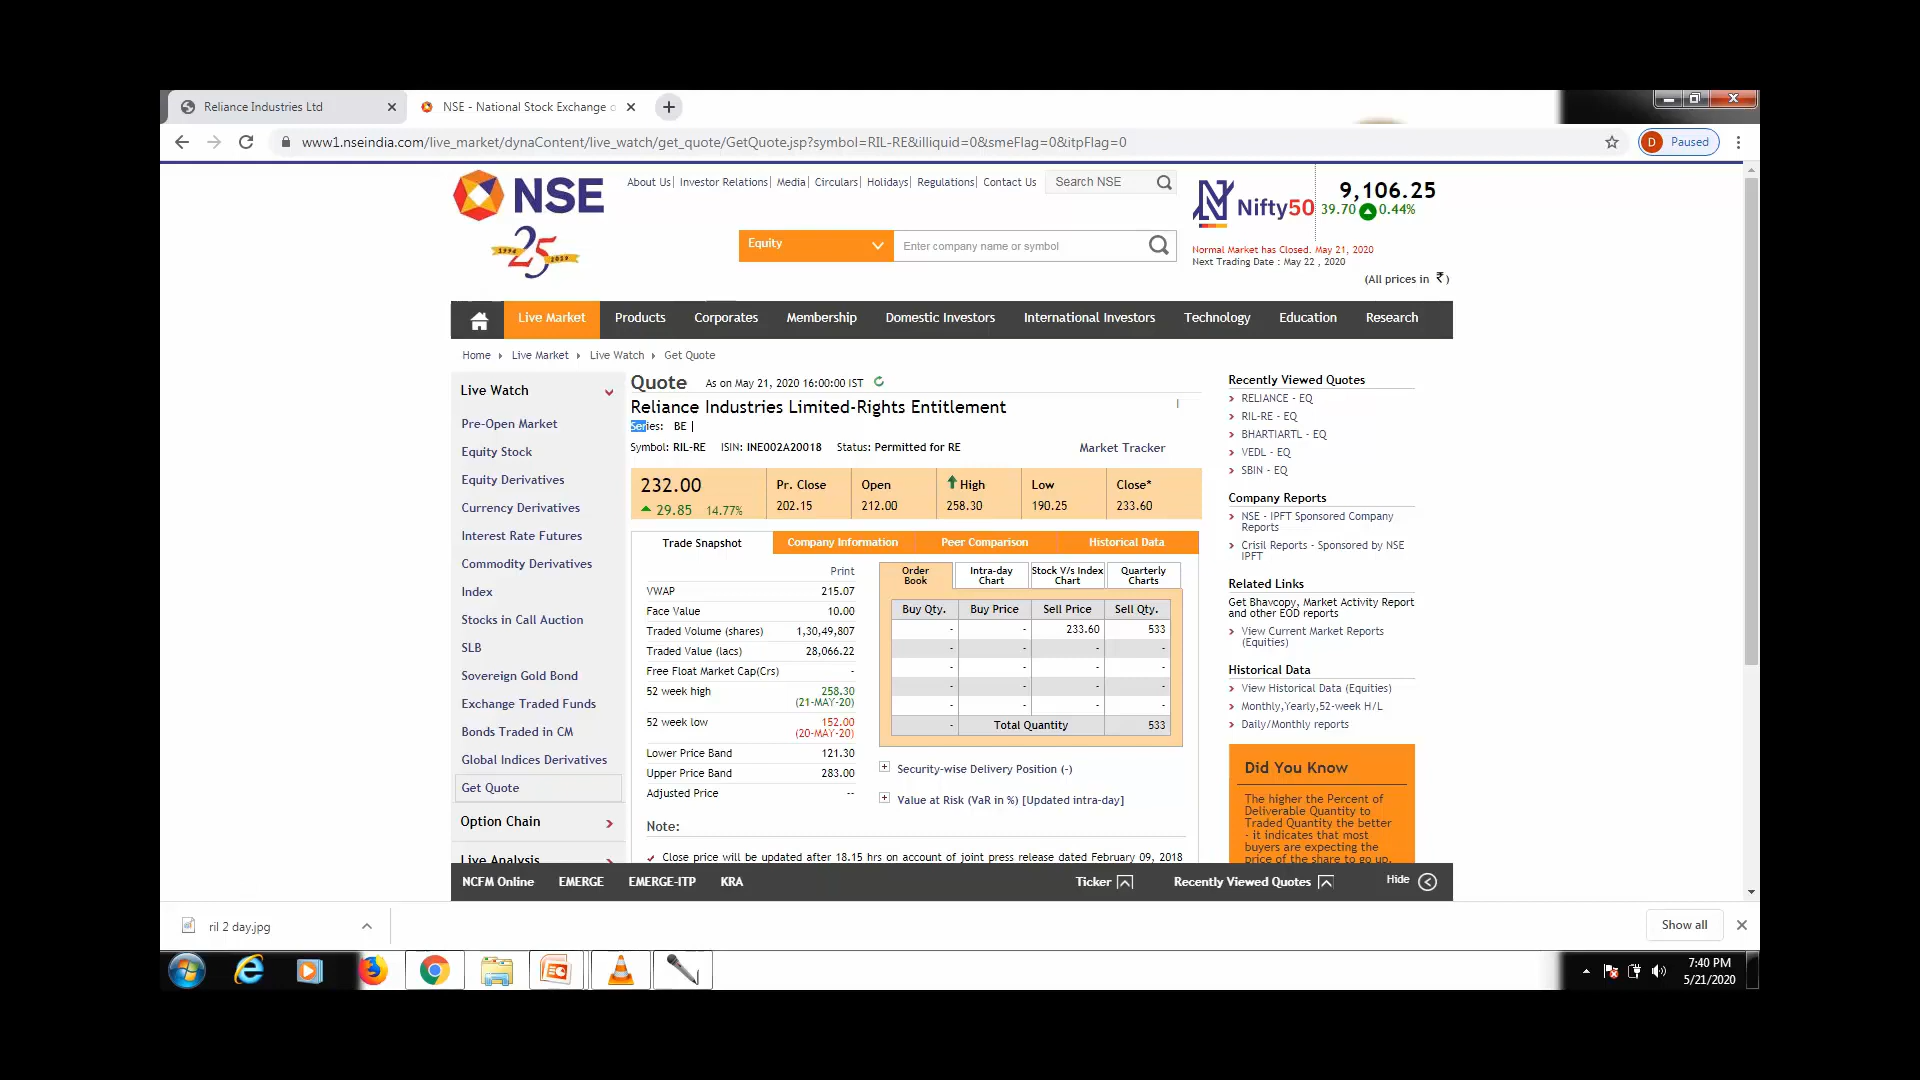 Reliance Industries Ltd
NSE - National Stock Exchange o
www1.nseindia.com/live_market/dynaContent/live_watch/get_quote/GetQuote.jsp?symbol=RIL-RE&illiquid=0&smeFlag=0&itpFlag=0
D Paused
NSE
1994 25 2019
About Us| Investor Relations| Media| Circulars| Holidays| Regulations| Contact Us
Search NSE
Equity
Enter company name or symbol
Nifty50
9,106.25
39.70 0.44%
Normal Market has Closed. May 21, 2020
Next Trading Date : May 22 , 2020
(All prices in ₹)
Live Market Products Corporates Membership Domestic Investors International Investors Technology Education Research
Home Live Market Live Watch Get Quote
Live Watch
Pre-Open Market
Equity Stock
Equity Derivatives
Currency Derivatives
Interest Rate Futures
Commodity Derivatives
Index
Stocks in Call Auction
SLB
Sovereign Gold Bond
Exchange Traded Funds
Bonds Traded in CM
Global Indices Derivatives
Get Quote
Option Chain
Live Analysis
Quote As on May 21, 2020 16:00:00 IST
Reliance Industries Limited-Rights Entitlement
Series: BE |
Symbol: RIL-RE ISIN: INE002A20018 Status: Permitted for RE
Market Tracker
232.00 Pr. Close Open High Low Close*
29.85 14.77% 202.15 212.00 258.30 190.25 233.60
Trade Snapshot Company Information Peer Comparison Historical Data
Print
VWAP 215.07
Face Value 10.00
Traded Volume (shares) 1,30,49,807
Traded Value (lacs) 28,066.22
Free Float Market Cap(Crs) -
52 week high 258.30
(21-MAY-20)
52 week low 152.00
(20-MAY-20)
Lower Price Band 121.30
Upper Price Band 283.00
Adjusted Price --
Order Book Intra-day Chart Stock V/s Index Chart Quarterly Charts
Buy Qty. Buy Price Sell Price Sell Qty.
- - 233.60 533
- - - -
- - - -
- - - -
- - - -
- Total Quantity 533
Security-wise Delivery Position (-)
Value at Risk (VaR in %) [Updated intra-day]
Note:
Close price will be updated after 18.15 hrs on account of joint press release dated February 09, 2018
Recently Viewed Quotes
RELIANCE - EQ
RIL-RE - EQ
BHARTIARTL - EQ
VEDL - EQ
SBIN - EQ
Company Reports
NSE - IPFT Sponsored Company
Reports
Crisil Reports - Sponsored by NSE
IPFT
Related Links
Get Bhavcopy, Market Activity Report
and other EOD reports
View Current Market Reports
(Equities)
Historical Data
View Historical Data (Equities)
Monthly,Yearly,52-week H/L
Daily/Monthly reports
Did You Know
The higher the Percent of
Deliverable Quantity to
Traded Quantity the better
- it indicates that most
buyers are expecting the
price of the share to go up.
NCFM Online EMERGE EMERGE-ITP KRA
Ticker Recently Viewed Quotes Hide
ril 2 day.jpg
Show all
7:40 PM
5/21/2020